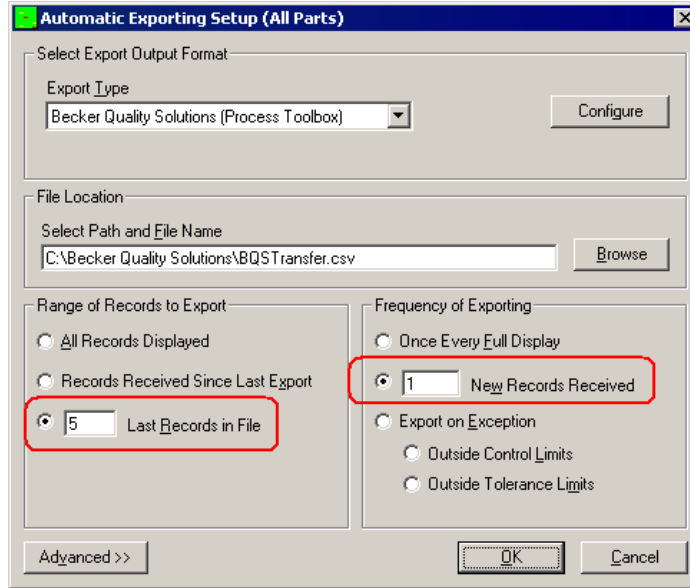 Automatic Exporting Setup (All Parts)
Select Export Output Format
Export Type
Becker Quality Solutions (Process Toolbox)
Configure
File Location
Select Path and File Name
C:\Becker Quality Solutions\BQSTransfer.csv
Browse
Range of Records to Export
All Records Displayed
Records Received Since Last Export
5 Last Records in File
Frequency of Exporting
Once Every Full Display
1 New Records Received
Export on Exception
Outside Control Limits
Outside Tolerance Limits
Advanced >>
OK
Cancel